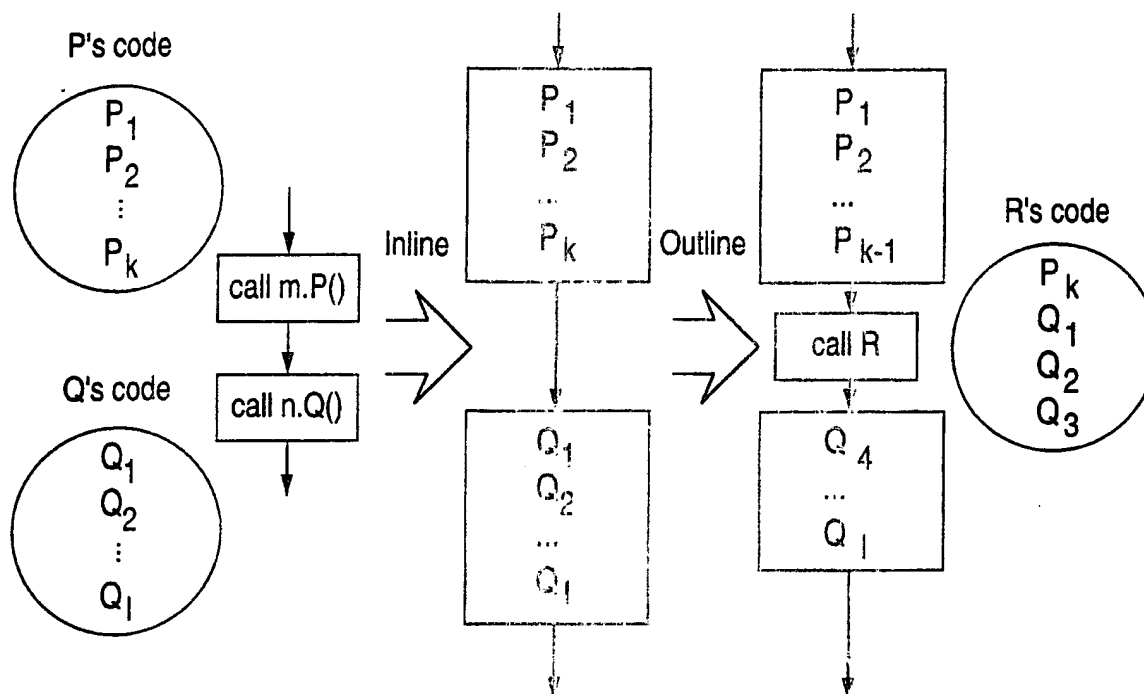 P's code
P1
P2
...
Pk
call m.P()
call n.Q()
Q's code
Q1
Q2
...
Ql
Inline
P1
P2
...
Pk
Q1
Q2
...
Ql
Outline
P1
P2
...
Pk-1
call R
Q4
...
Ql
R's code
Pk
Q1
Q2
Q3